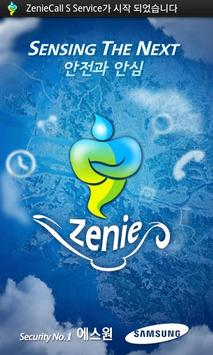 ZenieCall S Service가 시작 되었습니다
SENSING THE NEXT
안전과 안심
Zenie
Security No.1 에스원
SAMSUNG